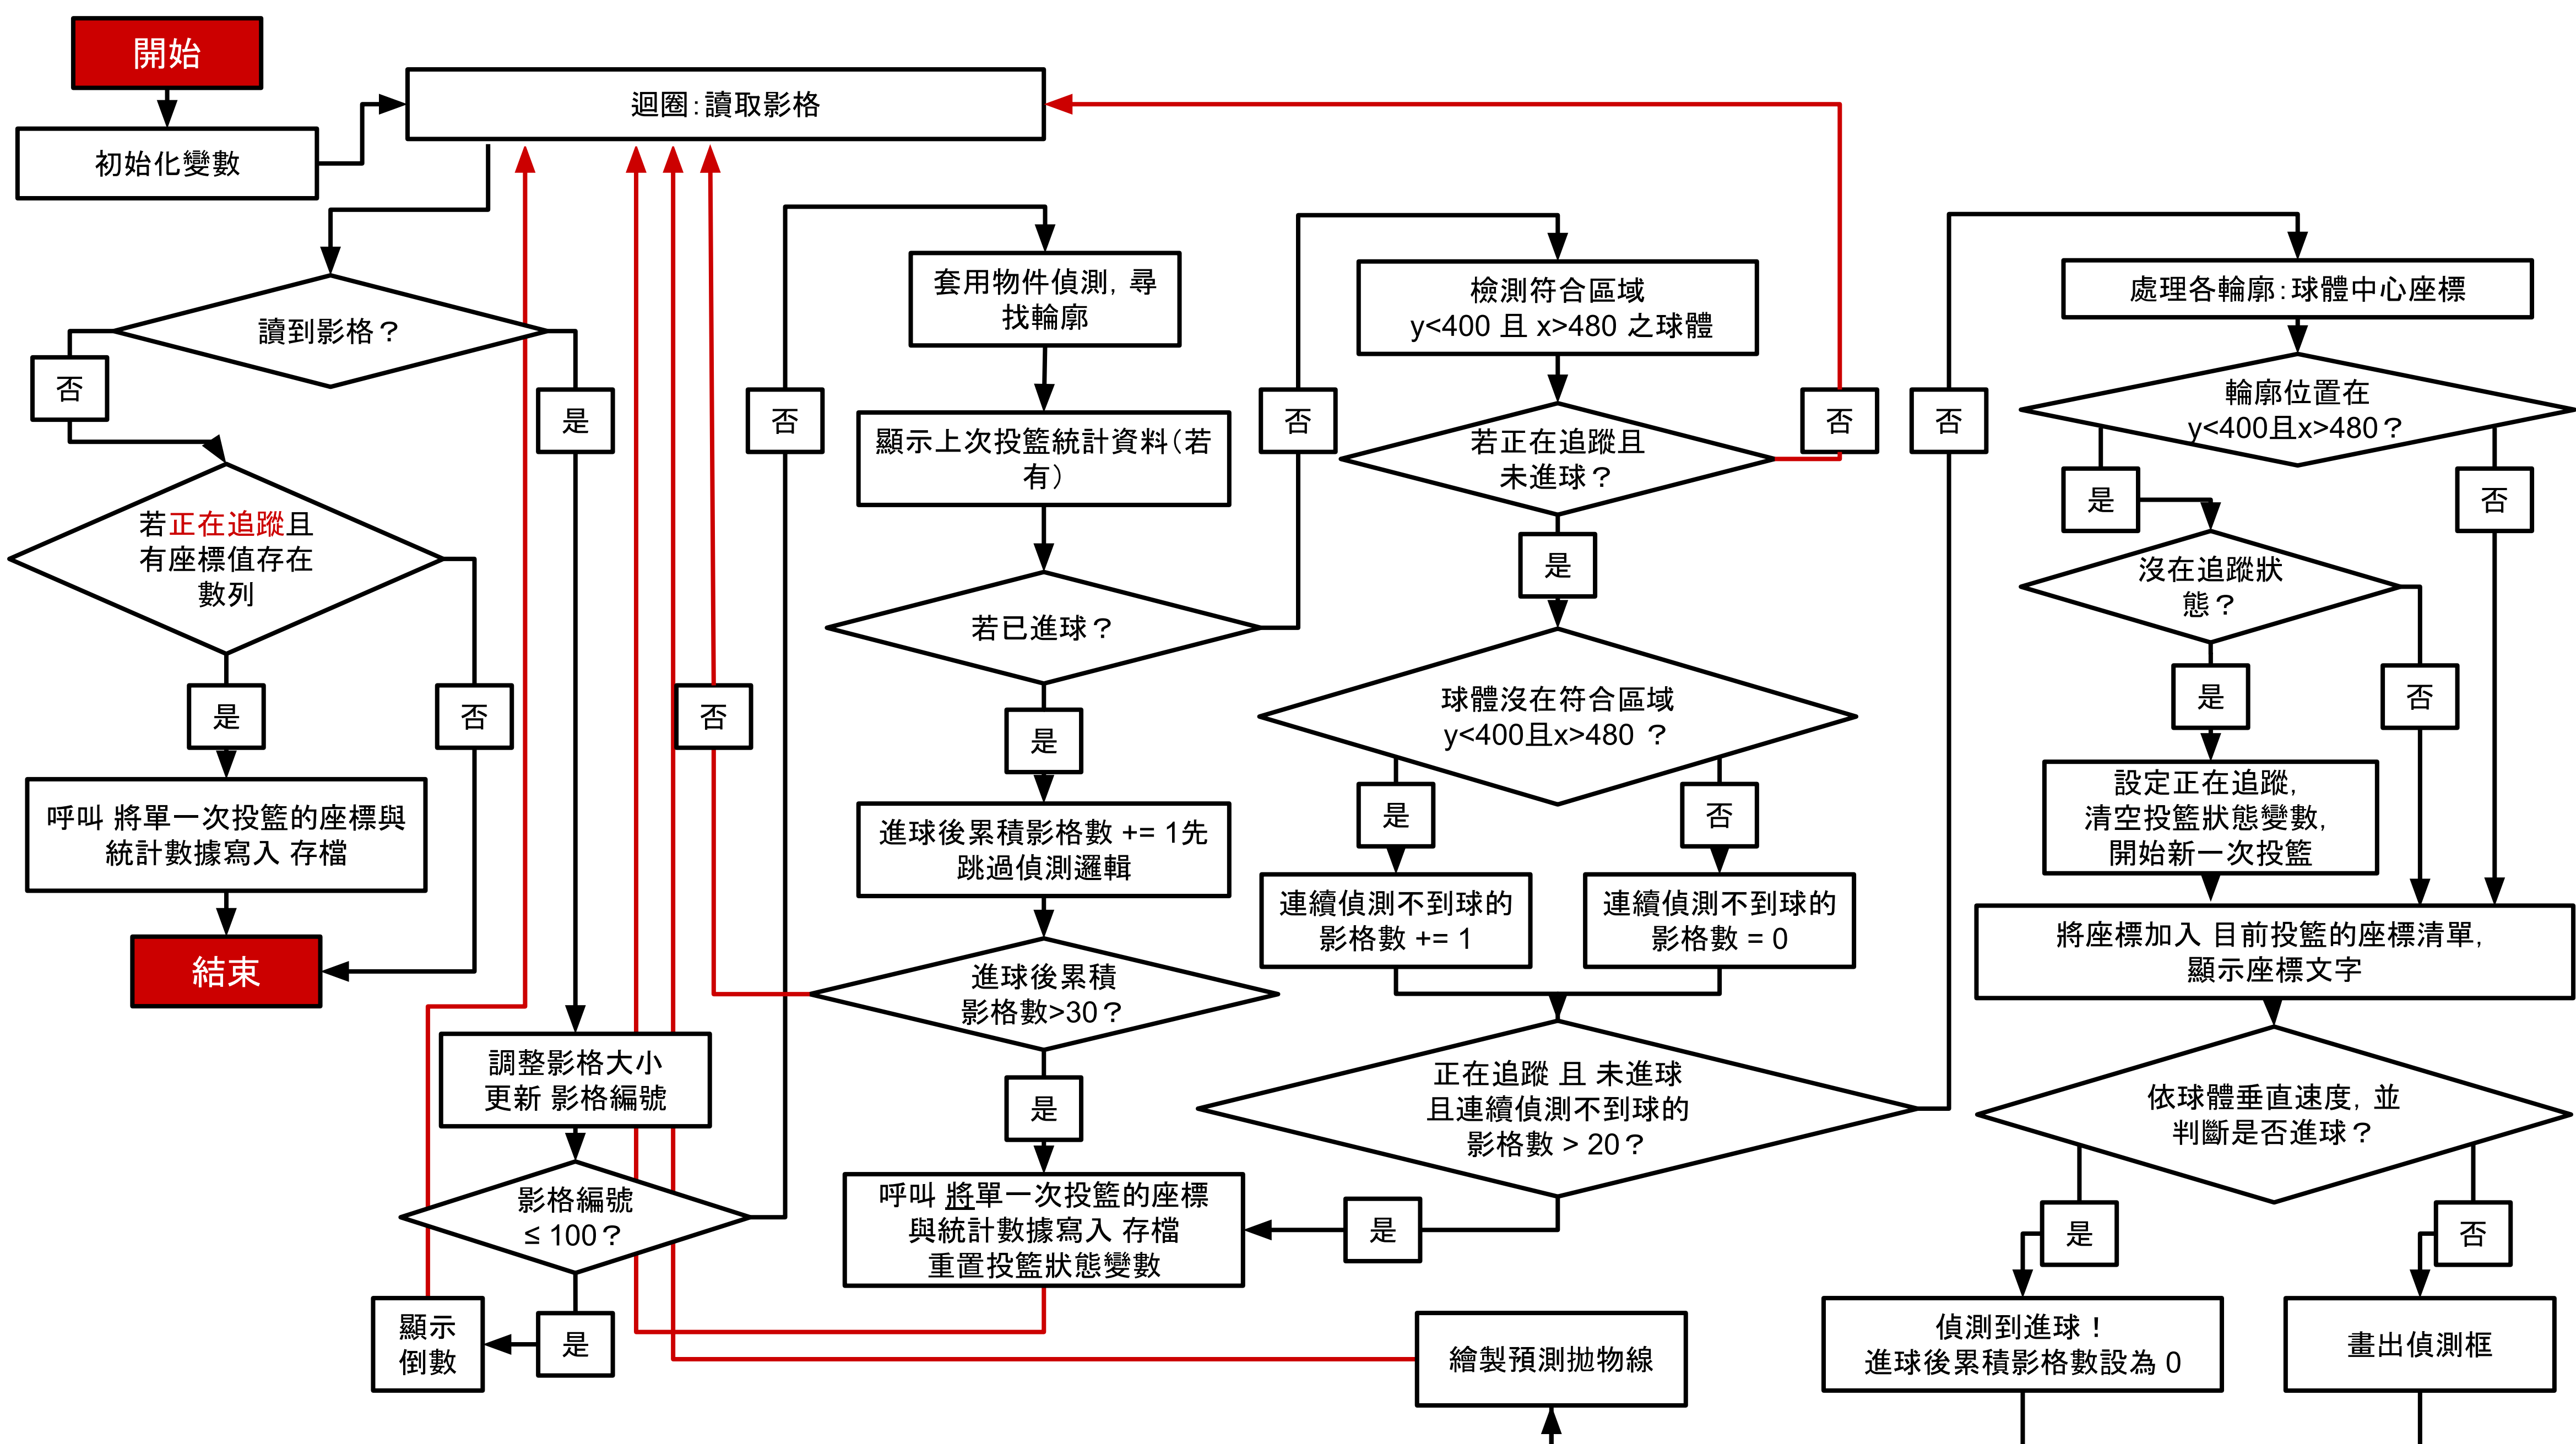 開始
初始化變數
迴圈：讀取影格
讀到影格？
否
是
若正在追蹤且
有座標值存在
數列
是
否
呼叫 將單一次投籃的座標與
統計數據寫入 存檔
結束
調整影格大小
更新 影格編號
影格編號
≤ 100？
是
顯示
倒數
否
套用物件偵測，尋
找輪廓
顯示上次投籃統計資料（若
有）
若已進球？
是
否
進球後累積影格數 += 1先
跳過偵測邏輯
進球後累積
影格數>30？
否
是
呼叫 將單一次投籃的座標
與統計數據寫入 存檔
重置投籃狀態變數
檢測符合區域
y<400 且 x>480 之球體
若正在追蹤且
未進球？
否
是
球體沒在符合區域
y<400且x>480 ？
是
否
連續偵測不到球的
影格數 += 1
連續偵測不到球的
影格數 = 0
正在追蹤 且 未進球
且連續偵測不到球的
影格數 > 20？
是
否
處理各輪廓：球體中心座標
輪廓位置在
y<400且x>480？
是
否
沒在追蹤狀
態？
是
否
設定正在追蹤，
清空投籃狀態變數，
開始新一次投籃
將座標加入 目前投籃的座標清單，
顯示座標文字
依球體垂直速度，並
判斷是否進球？
是
否
偵測到進球！
進球後累積影格數設為 0
畫出偵測框
繪製預測拋物線